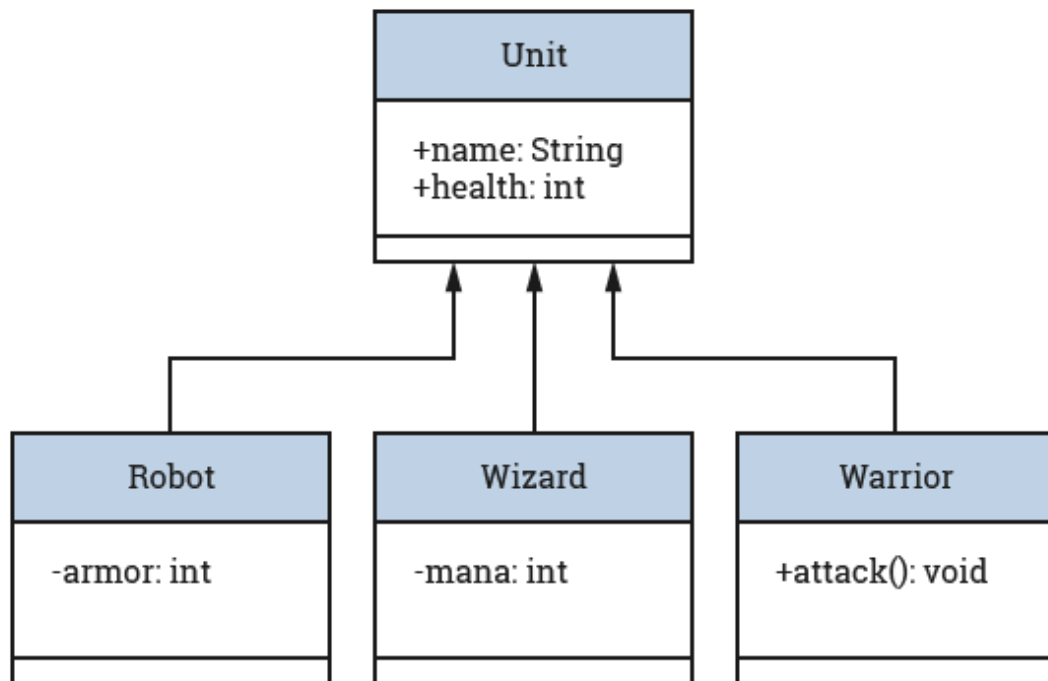 Unit
+name: String
+health: int
Robot
Wizard
Warrior
-armor: int
-mana: int
+attack(): void